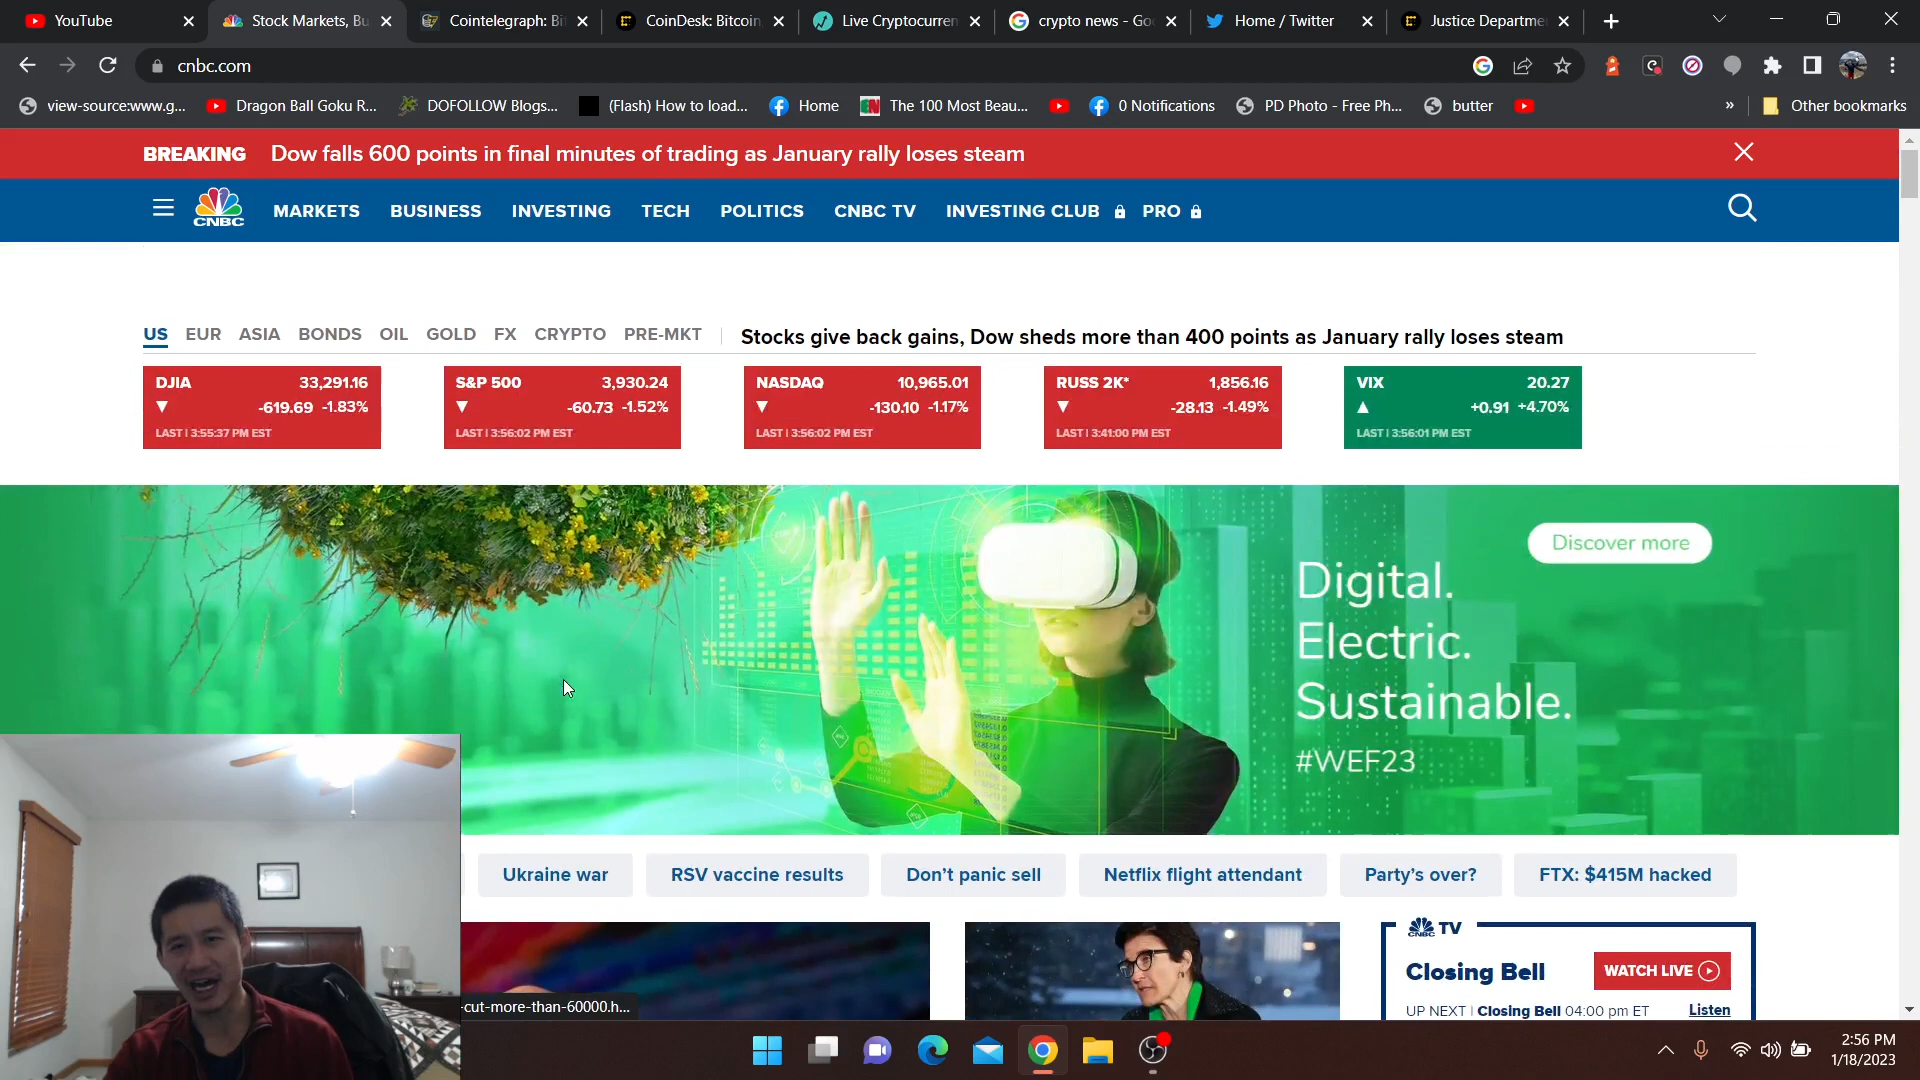 YouTube
Stock Markets, Bu
Cointelegraph: Bi
CoinDesk: Bitcoin
Live Cryptocurren
crypto news - Go
Home / Twitter
Justice Departme
cnbc.com
view-source:www.g...
Dragon Ball Goku R...
DOFOLLOW Blogs...
(Flash) How to load...
Home
The 100 Most Beau...
0 Notifications
PD Photo - Free Ph...
butter
»
Other bookmarks
BREAKING Dow falls 600 points in final minutes of trading as January rally loses steam
CNBC
MARKETS BUSINESS INVESTING TECH POLITICS CNBC TV INVESTING CLUB PRO
US EUR ASIA BONDS OIL GOLD FX CRYPTO PRE-MKT
Stocks give back gains, Dow sheds more than 400 points as January rally loses steam
DJIA 33,291.16
-619.69 -1.83%
LAST | 3:55:37 PM EST
S&P 500 3,930.24
-60.73 -1.52%
LAST | 3:56:02 PM EST
NASDAQ 10,965.01
-130.10 -1.17%
LAST | 3:56:02 PM EST
RUSS 2K* 1,856.16
-28.13 -1.49%
LAST | 3:41:00 PM EST
VIX 20.27
+0.91 +4.70%
LAST | 3:56:01 PM EST
Discover more
Digital.
Electric.
Sustainable.
#WEF23
Ukraine war
RSV vaccine results
Don't panic sell
Netflix flight attendant
Party's over?
FTX: $415M hacked
CNBC TV
Closing Bell
WATCH LIVE
UP NEXT | Closing Bell 04:00 pm ET
Listen
-cut-more-than-60000.h...
2:56 PM
1/18/2023